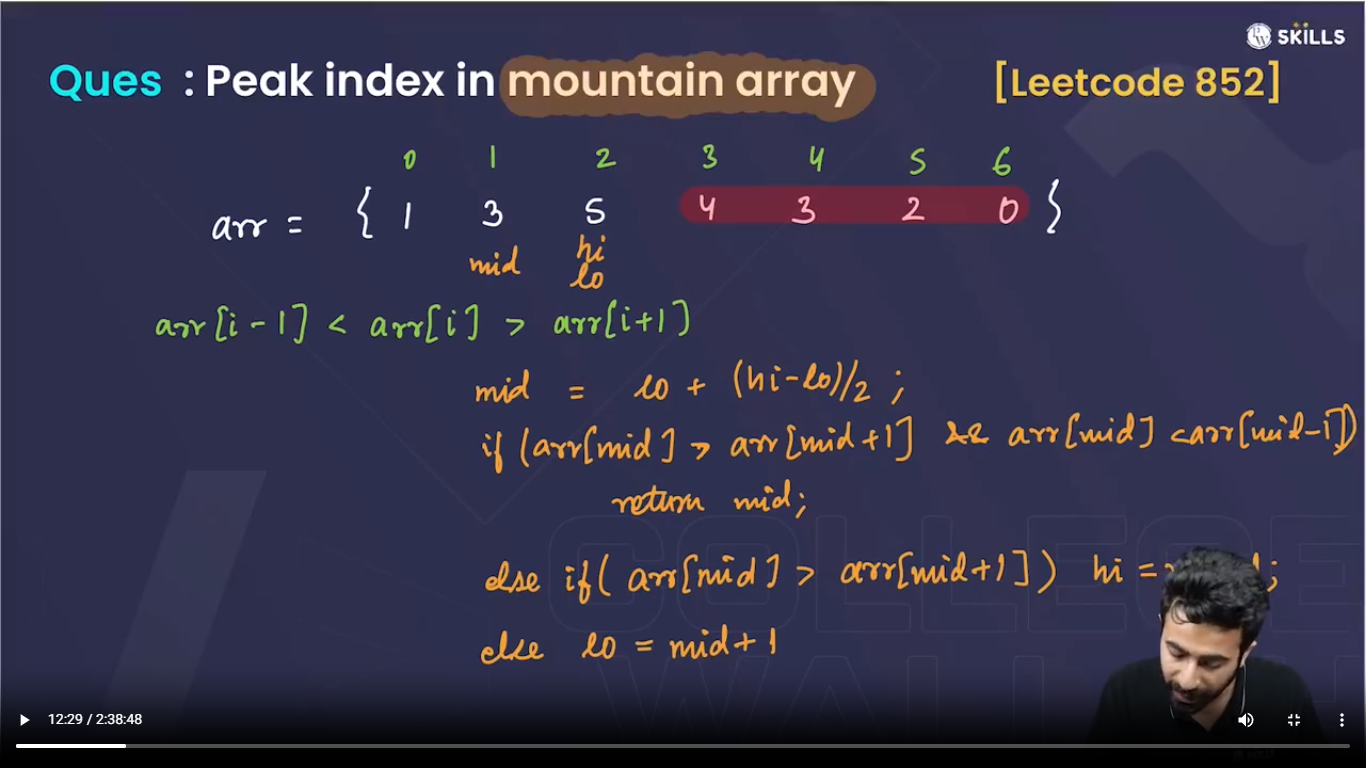 SKILLS
Ques : Peak index in mountain array [Leetcode 852]
0 1 2 3 4 5 6
arr = { 1 3 5 4 3 2 0 }
mid hi
lo
arr[i-1] < arr[i] > arr[i+1]
mid = lo + (hi-lo)/2 ;
if (arr[mid] > arr[mid+1] && arr[mid] < arr[mid-1])
return mid;
else if( arr[mid] > arr[mid+1] ) hi = ;
else lo = mid+1
COLLEGE
12:29 / 2:38:48